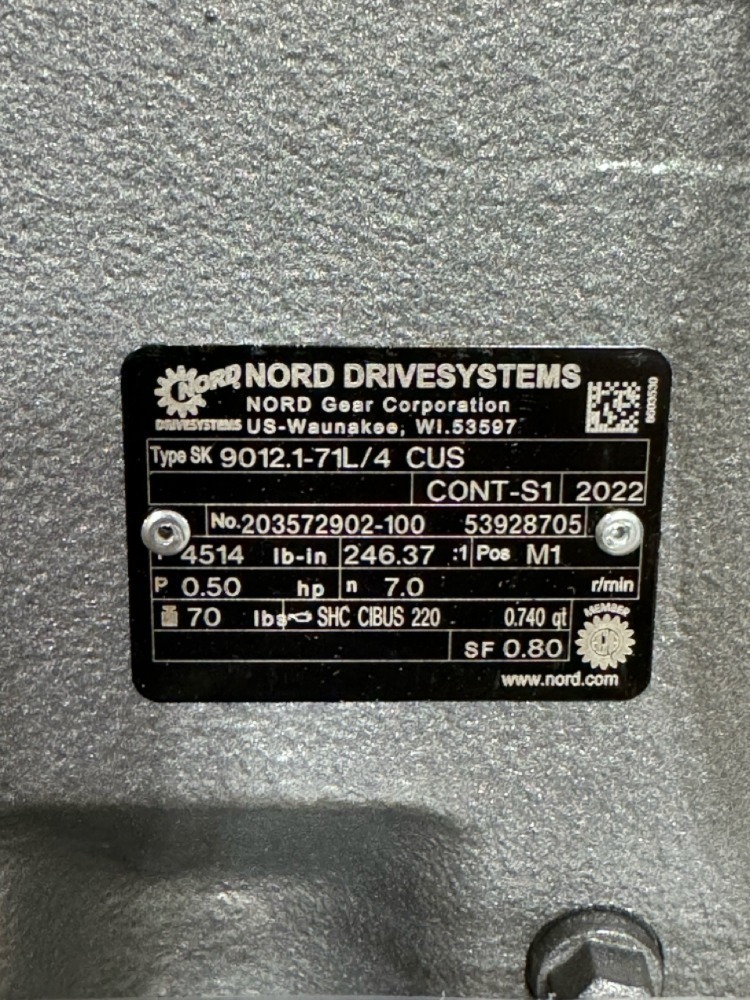 NORD NORD DRIVESYSTEMS
DRIVESYSTEMS
NORD Gear Corporation
US-Waunakee, WI.53597
Type SK 9012.1-71L/4 CUS
CONT-S1 2022
No.203572902-100 53928705
4514 lb-in 246.37 :1 Pos M1
P 0.50 hp n 7.0 r/min
70 lbs SHC CIBUS 220 0.740 qt
MEMBER
SF 0.80
www.nord.com